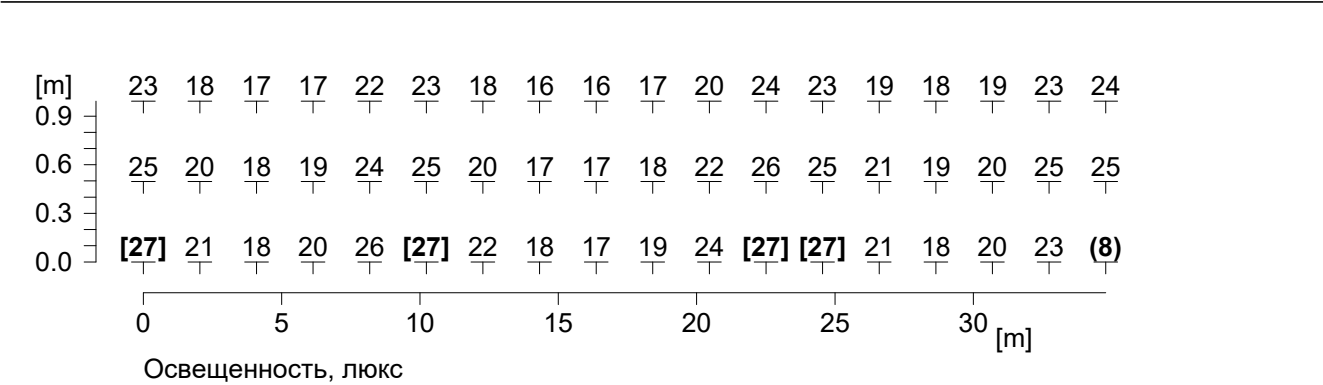 [m] 23 18 17 17 22 23 18 16 16 17 20 24 23 19 18 19 23 24
0.9
0.6 25 20 18 19 24 25 20 17 17 18 22 26 25 21 19 20 25 25
0.3
0.0 [27] 21 18 20 26 [27] 22 18 17 19 24 [27] [27] 21 18 20 23 (8)
0 5 10 15 20 25 30 [m]
Освещенность, люкс